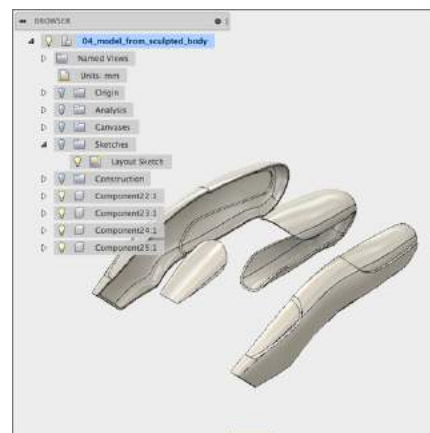 BROWSER
04_model_from_sculpted_body
Named Views
Units: mm
Origin
Analysis
Canvases
Sketches
Layout Sketch
Construction
Component22:1
Component23:1
Component24:1
Component25:1